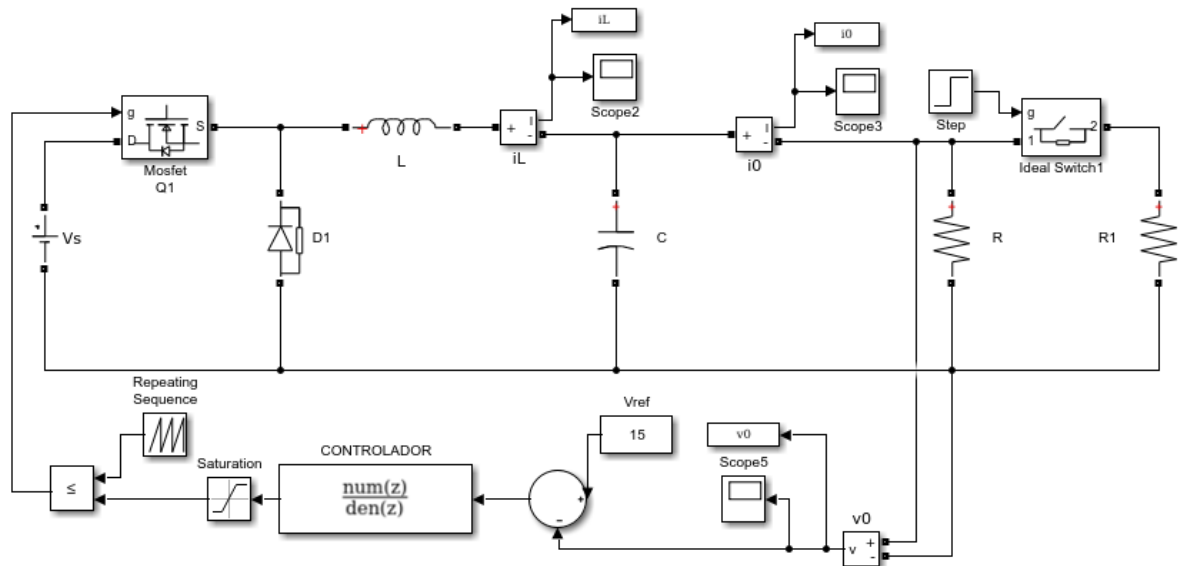 iL
Scope2
i0
Scope3
Step
g
D
S
Mosfet
Q1
L
+
I
+
-
iL
I
+
-
i0
g
1
2
Ideal Switch1
Vs
D1
C
R
R1
Repeating
Sequence
Saturation
≤
CONTROLADOR
num(z)
den(z)
Vref
15
+
-
v0
Scope5
v0
v
+
-